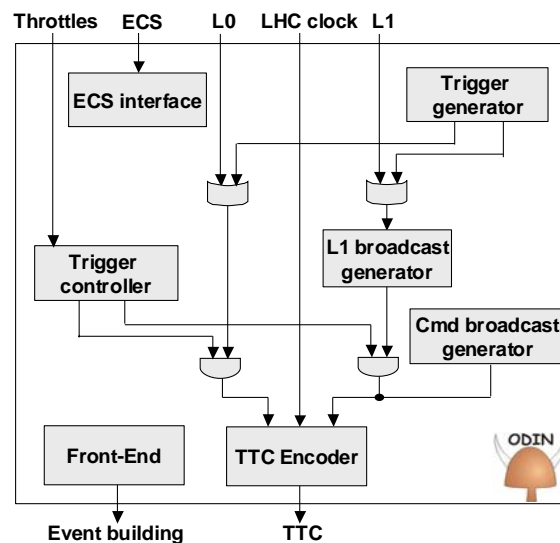 Throttles ECS L0 LHC clock L1
ECS interface
Trigger
generator
L1 broadcast
generator
Trigger
controller
Cmd broadcast
generator
Front-End
TTC Encoder
ODIN
Event building TTC